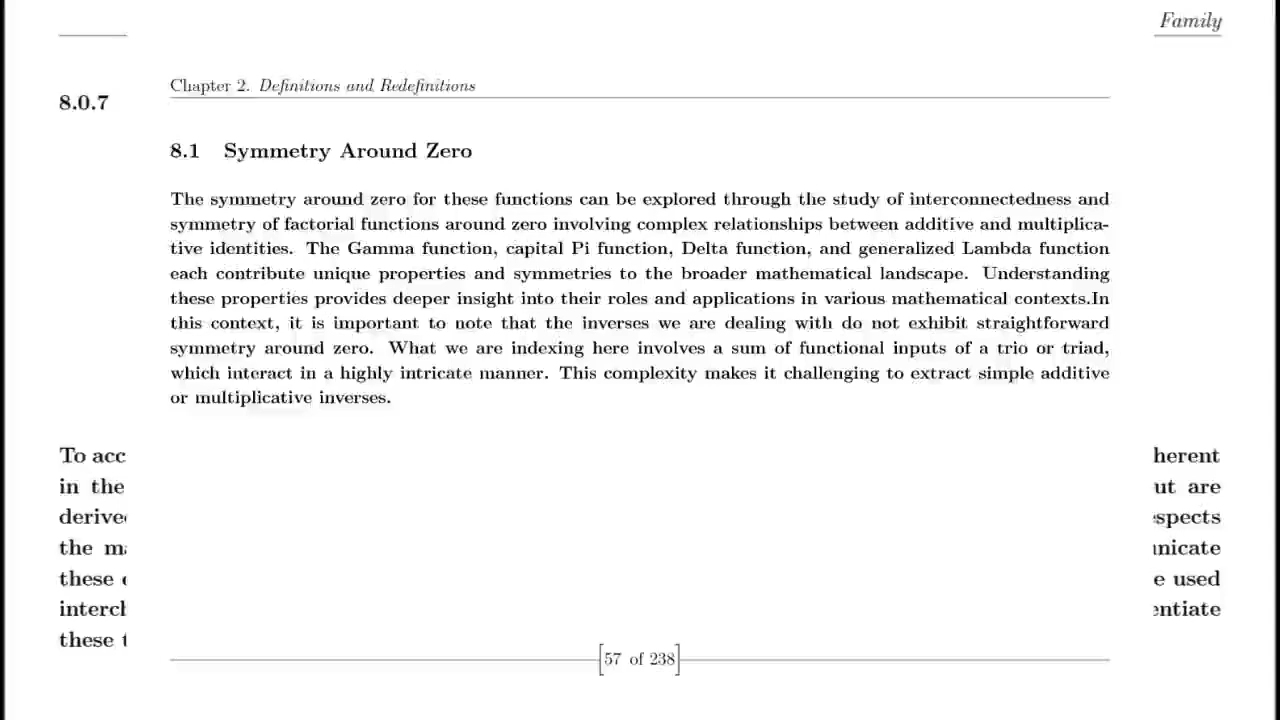 Family
Chapter 2. Definitions and Redefinitions
8.0.7
8.1 Symmetry Around Zero
The symmetry around zero for these functions can be explored through the study of interconnectedness and
symmetry of factorial functions around zero involving complex relationships between additive and multiplica-
tive identities. The Gamma function, capital Pi function, Delta function, and generalized Lambda function
each contribute unique properties and symmetries to the broader mathematical landscape. Understanding
these properties provides deeper insight into their roles and applications in various mathematical contexts.In
this context, it is important to note that the inverses we are dealing with do not exhibit straightforward
symmetry around zero. What we are indexing here involves a sum of functional inputs of a trio or triad,
which interact in a highly intricate manner. This complexity makes it challenging to extract simple additive
or multiplicative inverses.
To acc herent
in the ut are
derive spects
the ma nicate
these e used
interch entiate
these t
[57 of 238]